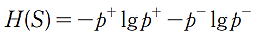 H(S) = −p⁺ lg p⁺ − p⁻ lg p⁻